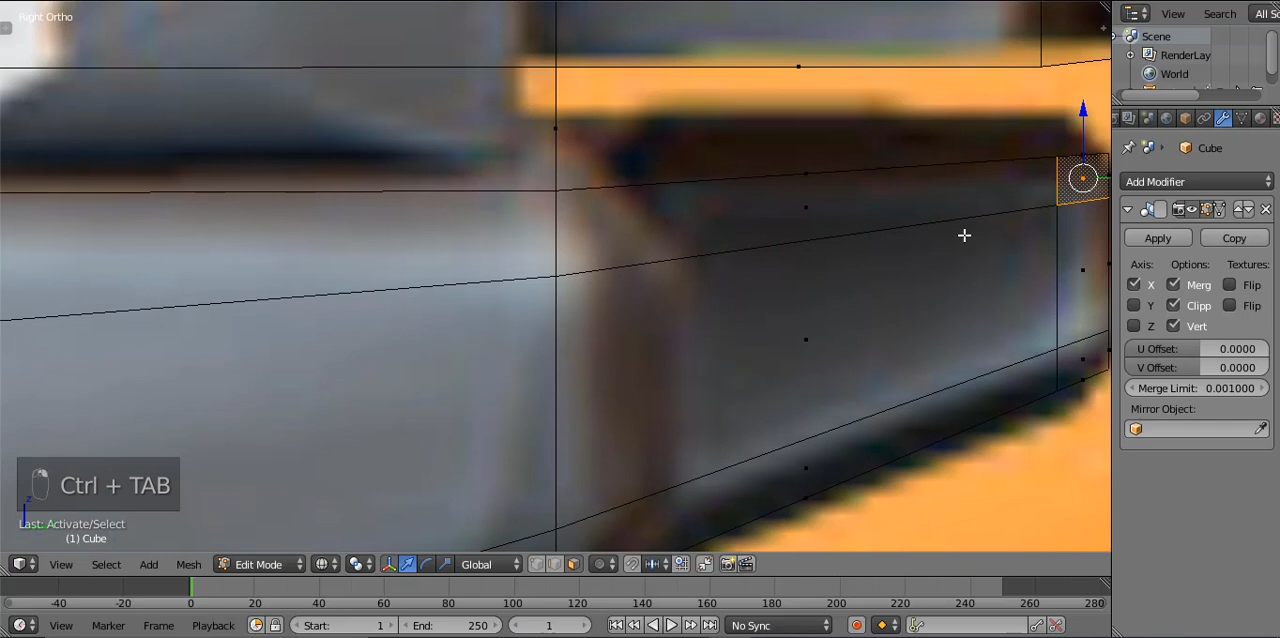 Right Ortho
View Search All Sc
Scene
RenderLay
World
Cube
Add Modifier
Apply Copy
Axis: Options: Textures:
X Merg Flip
Y Clipp Flip
Z Vert
U Offset: 0.0000
V Offset: 0.0000
Merge Limit: 0.001000
Mirror Object:
Ctrl + TAB
z
Last: Activate/Select
(1) Cube
View Select Add Mesh Edit Mode Global
-40 -20 0 20 40 60 80 100 120 140 160 180 200 220 240 260 280
View Marker Frame Playback Start: 1 End: 250 1 No Sync